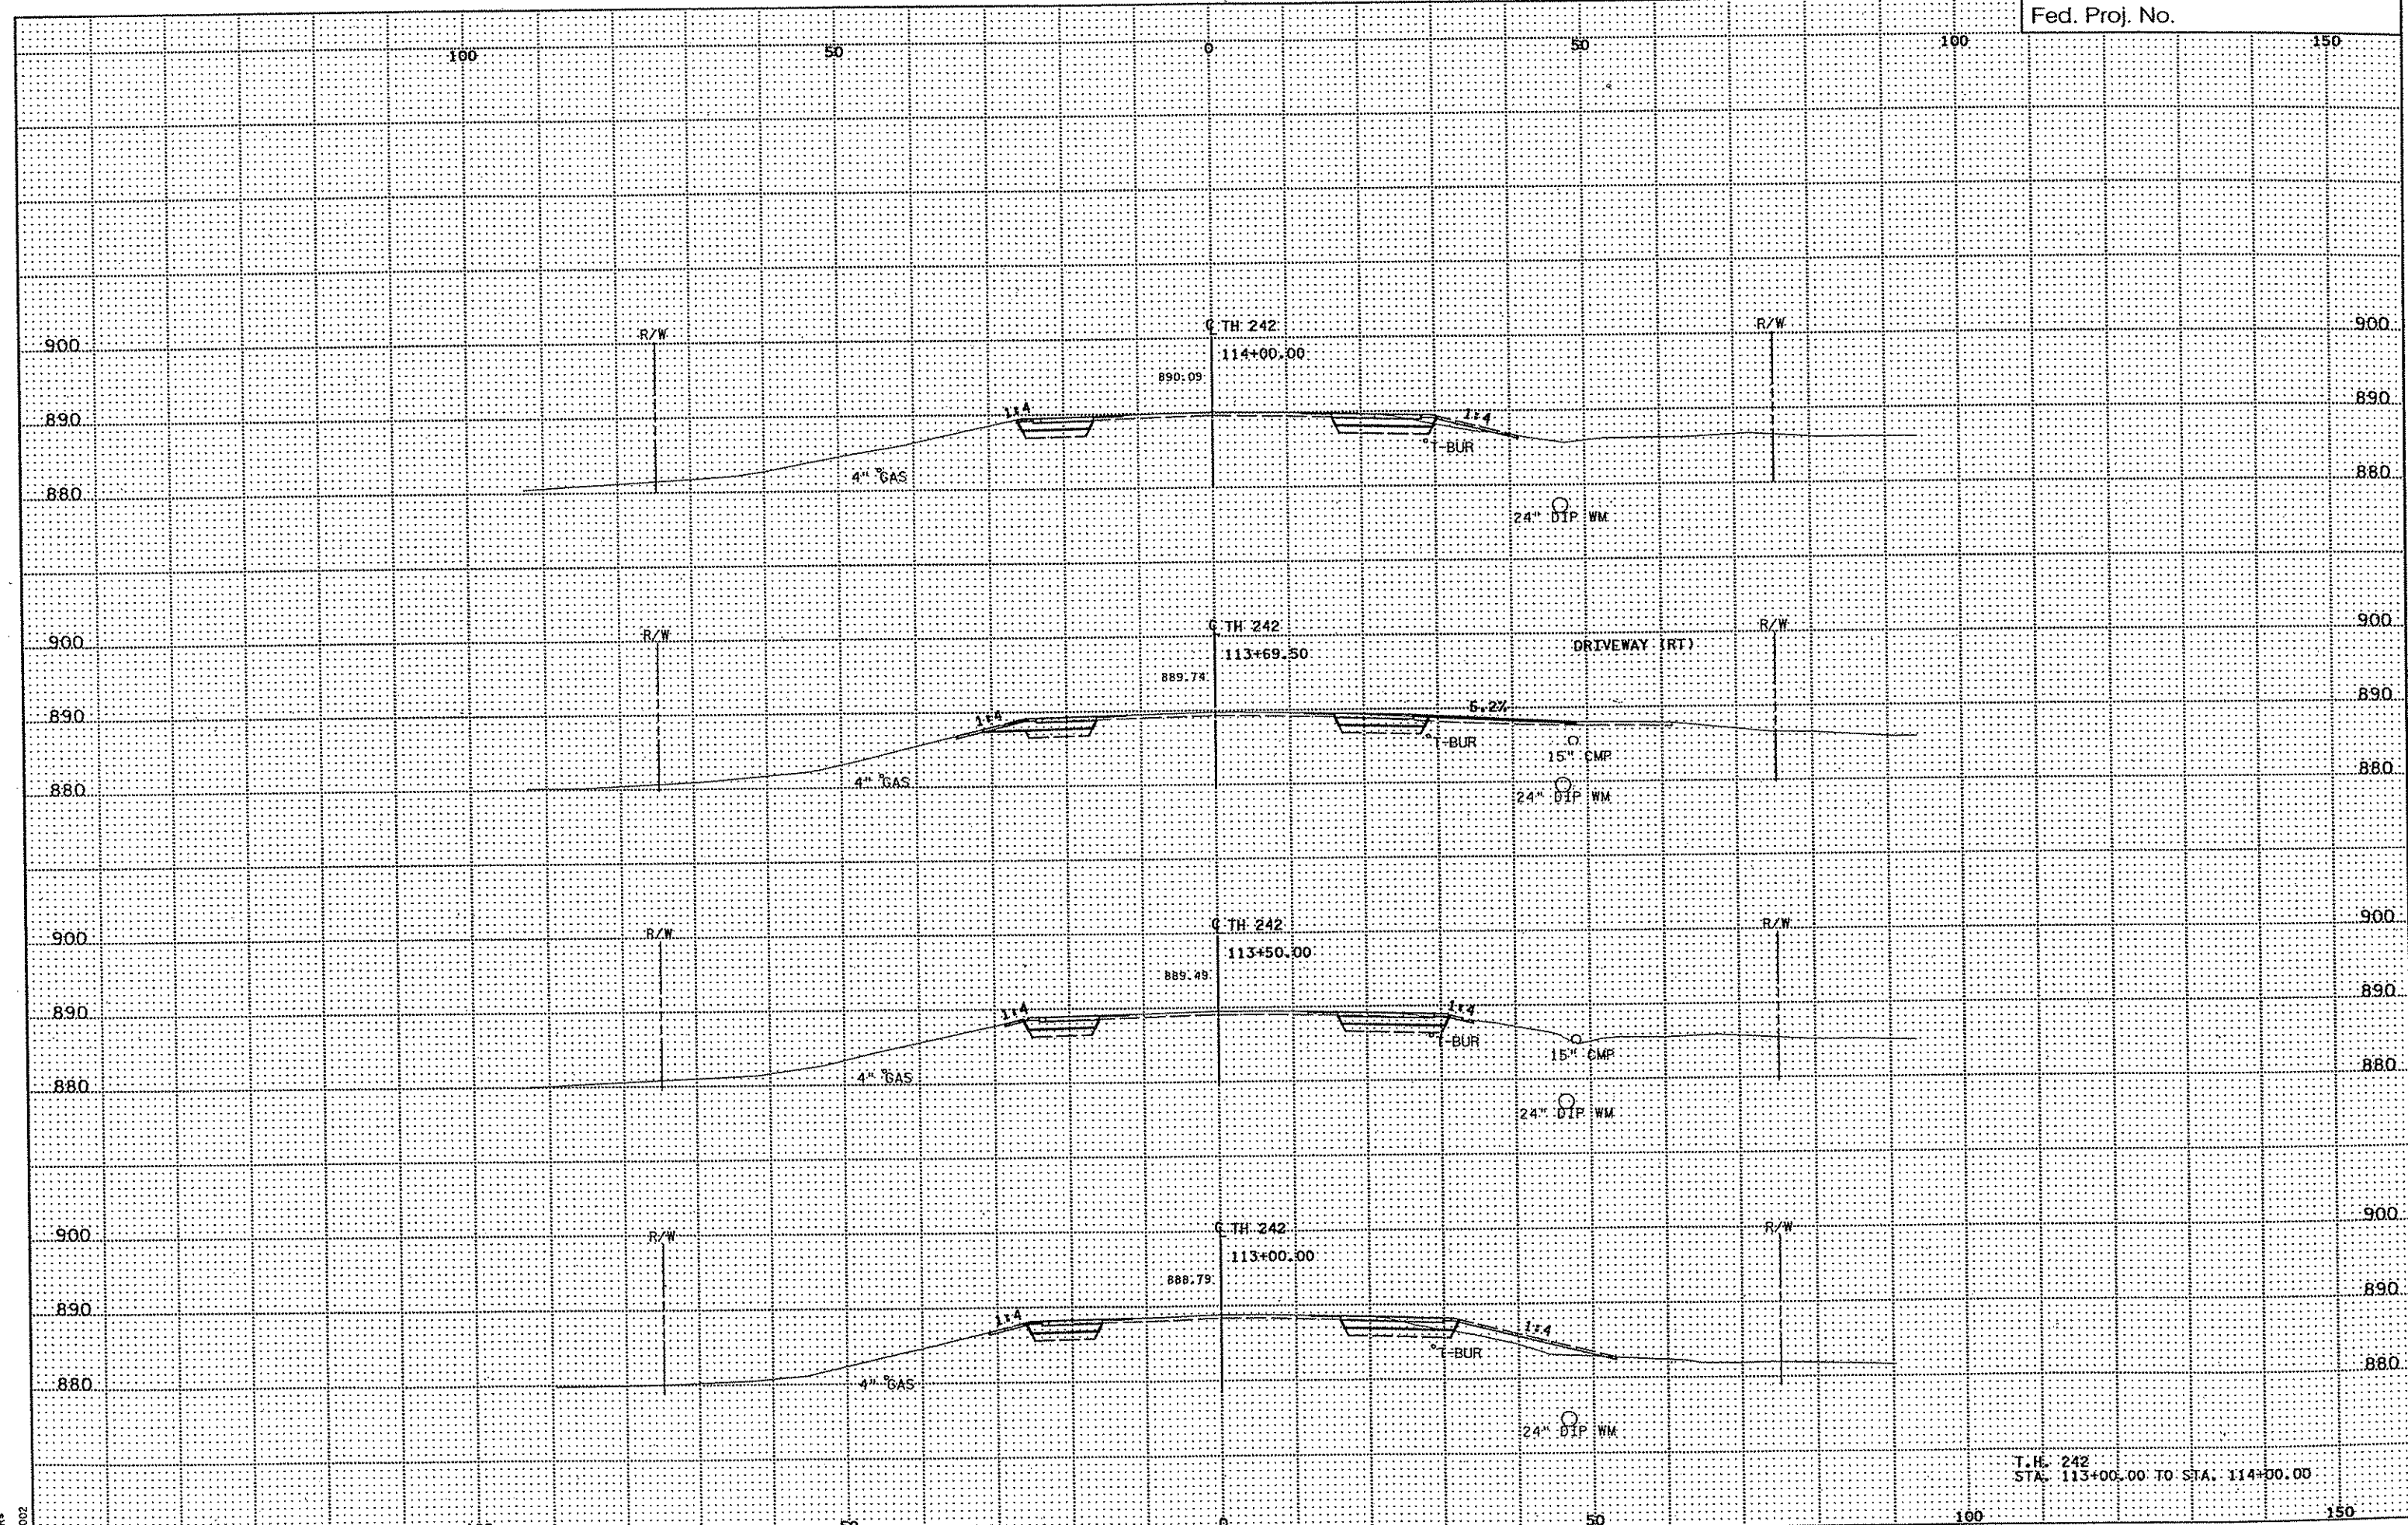 Fed. Proj. No.
100 50 0 50 100 150
R/W ℄ TH 242 R/W
900 114+00.00 900
890.09
890 1:4 1:4 890
T-BUR
880 4" GAS 880
24" DIP WM
R/W ℄ TH 242 R/W
900 113+69.50 DRIVEWAY (RT) 900
889.74
890 1:4 5.2% 890
T-BUR
15" CMP
880 4" GAS 880
24" DIP WM
R/W ℄ TH 242 R/W
900 113+50.00 900
889.49
890 1:4 1:4 890
T-BUR
15" CMP
880 4" GAS 880
24" DIP WM
R/W ℄ TH 242 R/W
900 113+00.00 900
888.79
890 1:4 1:4 890
T-BUR
880 4" GAS 880
24" DIP WM
T.H. 242
STA. 113+00.00 TO STA. 114+00.00
002
50 0 50 100 150